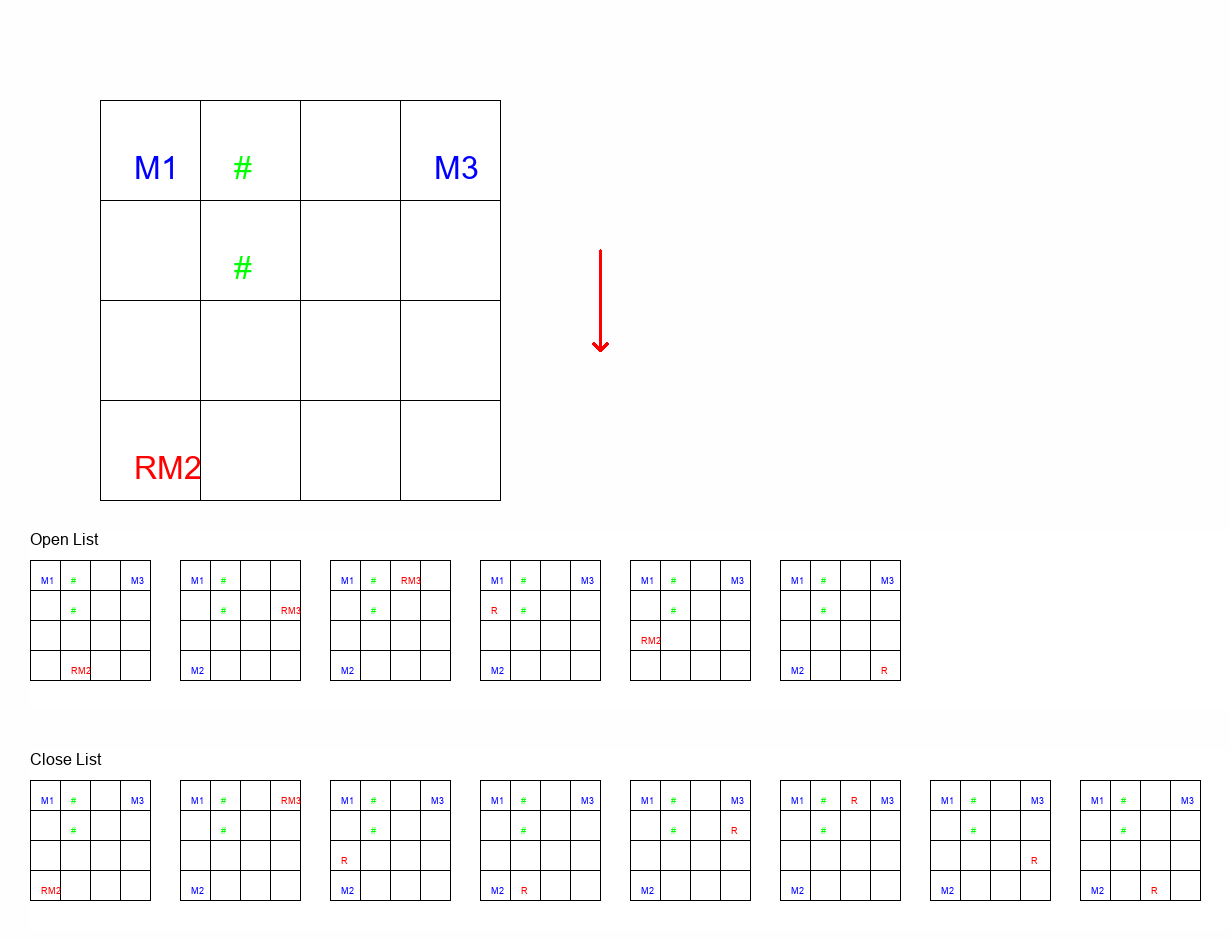 M1 # M3
#
RM2
Open List
M1 # M3 M1 # M1 # RM3 M1 # M3 M1 # M3 M1 # M3
# # RM3 # R # # #
RM2
RM2 M2 M2 M2 M2 R
Close List
M1 # M3 M1 # RM3 M1 # M3 M1 # M3 M1 # M3 M1 # R M3 M1 # M3 M1 # M3
# # # # # R # # #
R R
RM2 M2 M2 M2 R M2 M2 M2 M2 R